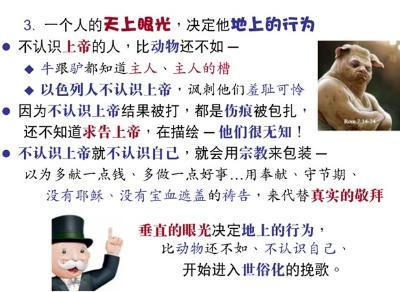 3. 一个人的天上眼光，决定他地上的行为
● 不认识上帝的人，比动物还不如 –
◆ 牛跟驴都知道主人、主人的槽
◆ 以色列人不认识上帝，讽刺他们羞耻可怜
● 因为不认识上帝结果被打，都是伤痕被包扎，
还不知道求告上帝，在描绘 – 他们很无知！
Rom 7:14-24
● 不认识上帝就不认识自己，就会用宗教来包装 –
以为多献一点钱、多做一点好事…用奉献、守节期、
没有耶稣、没有宝血遮盖的祷告，来代替真实的敬拜
垂直的眼光决定地上的行为，
比动物还不如、不认识自己、
开始进入世俗化的挽歌。